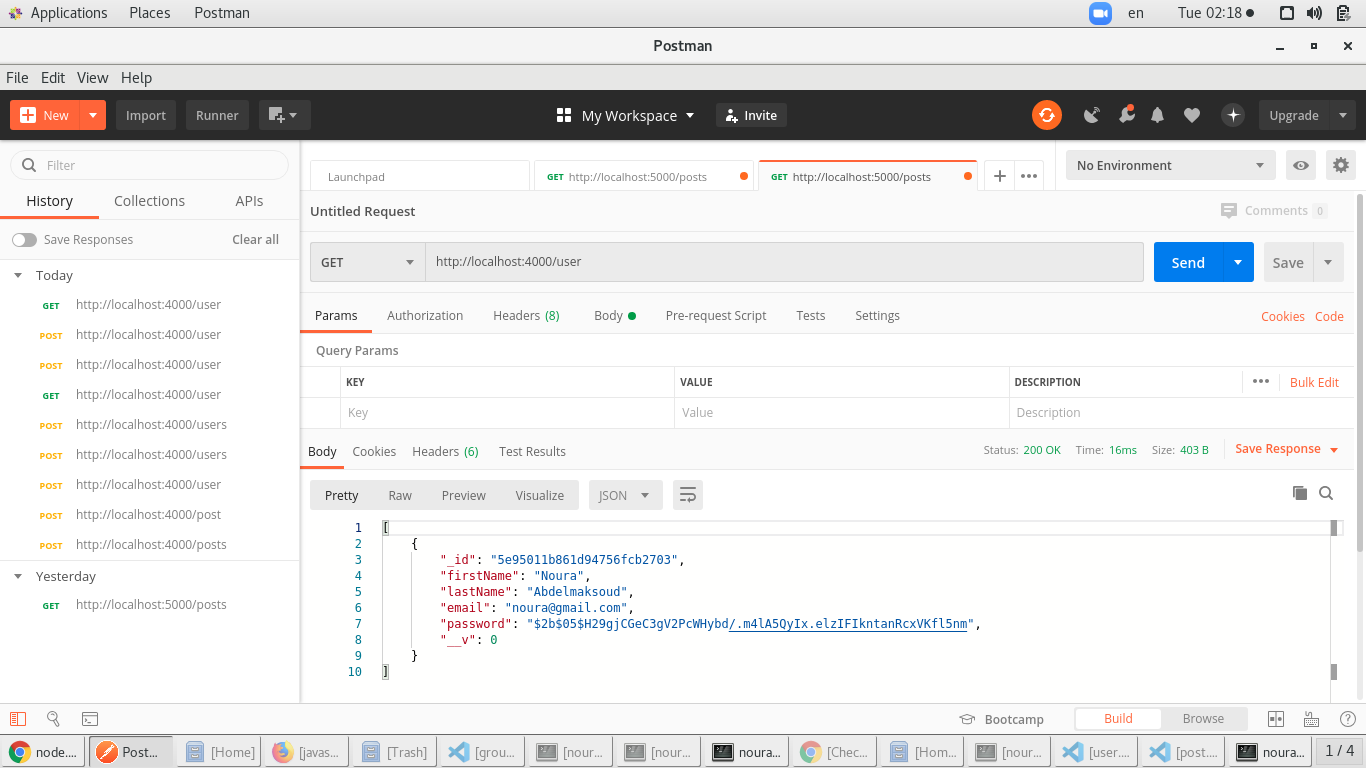 Applications Places Postman en Tue 02:18
Postman
File Edit View Help
New Import Runner My Workspace Invite Upgrade
Filter
History Collections APIs
Save Responses Clear all
Today
GET http://localhost:4000/user
POST http://localhost:4000/user
POST http://localhost:4000/user
GET http://localhost:4000/user
POST http://localhost:4000/users
POST http://localhost:4000/users
POST http://localhost:4000/user
POST http://localhost:4000/post
POST http://localhost:4000/posts
Yesterday
GET http://localhost:5000/posts
Launchpad GET http://localhost:5000/posts GET http://localhost:5000/posts No Environment
Untitled Request Comments 0
GET http://localhost:4000/user Send Save
Params Authorization Headers (8) Body Pre-request Script Tests Settings Cookies Code
Query Params
KEY VALUE DESCRIPTION Bulk Edit
Key Value Description
Body Cookies Headers (6) Test Results Status: 200 OK Time: 16ms Size: 403 B Save Response
Pretty Raw Preview Visualize JSON
1 [
2 {
3 "_id": "5e95011b861d94756fcb2703",
4 "firstName": "Noura",
5 "lastName": "Abdelmaksoud",
6 "email": "noura@gmail.com",
7 "password": "$2b$05$H29gjCGeC3gV2PcWHybd/.m4lA5QyIx.elzIFIkntanRcxVKfl5nm",
8 "__v": 0
9 }
10 ]
Bootcamp Build Browse
node.... Post... [Home] [javas... [Trash] [grou... [nour... [nour... noura... [Chec... [Hom... [nour... [user.... [post.... noura... 1 / 4